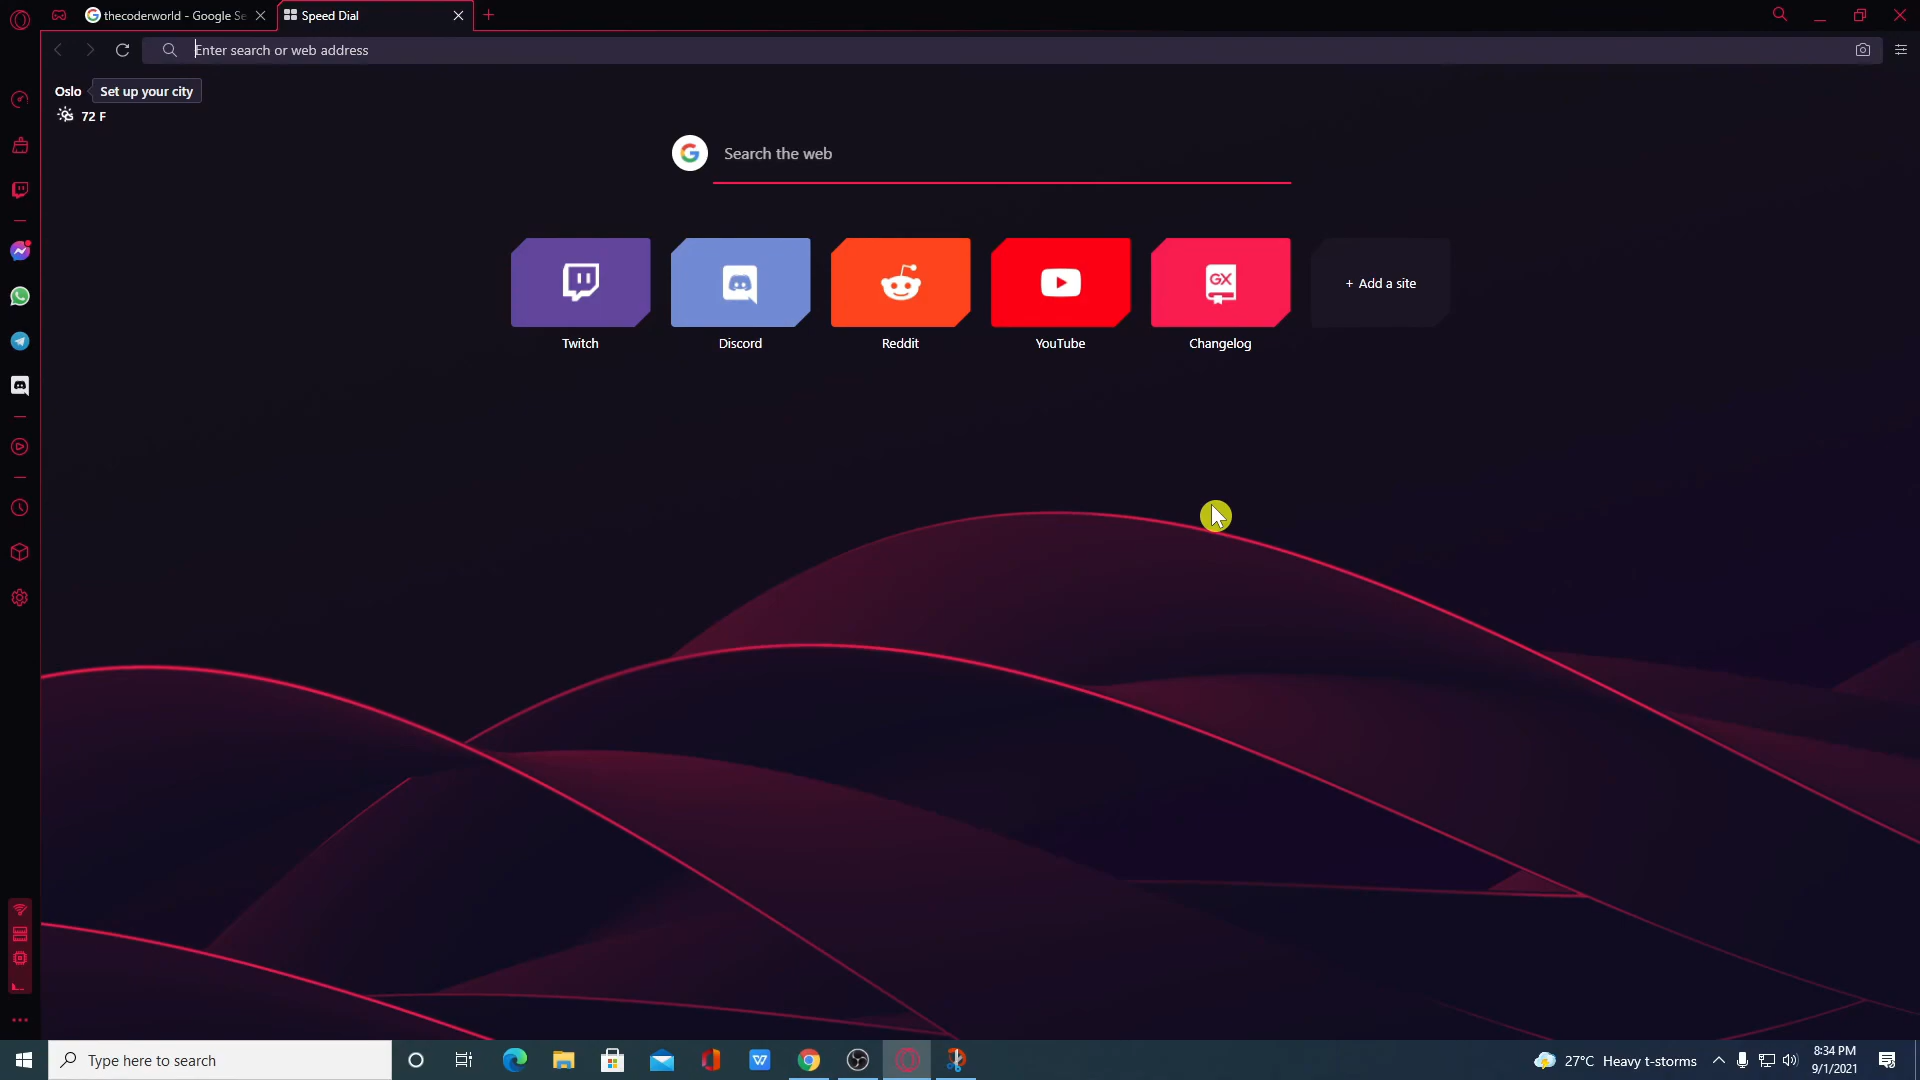 thecoderworld - Google Se
Speed Dial
Enter search or web address
Oslo
Set up your city
72 F
Search the web
GX
+ Add a site
Twitch
Discord
Reddit
YouTube
Changelog
Type here to search
27°C Heavy t-storms
8:34 PM
9/1/2021